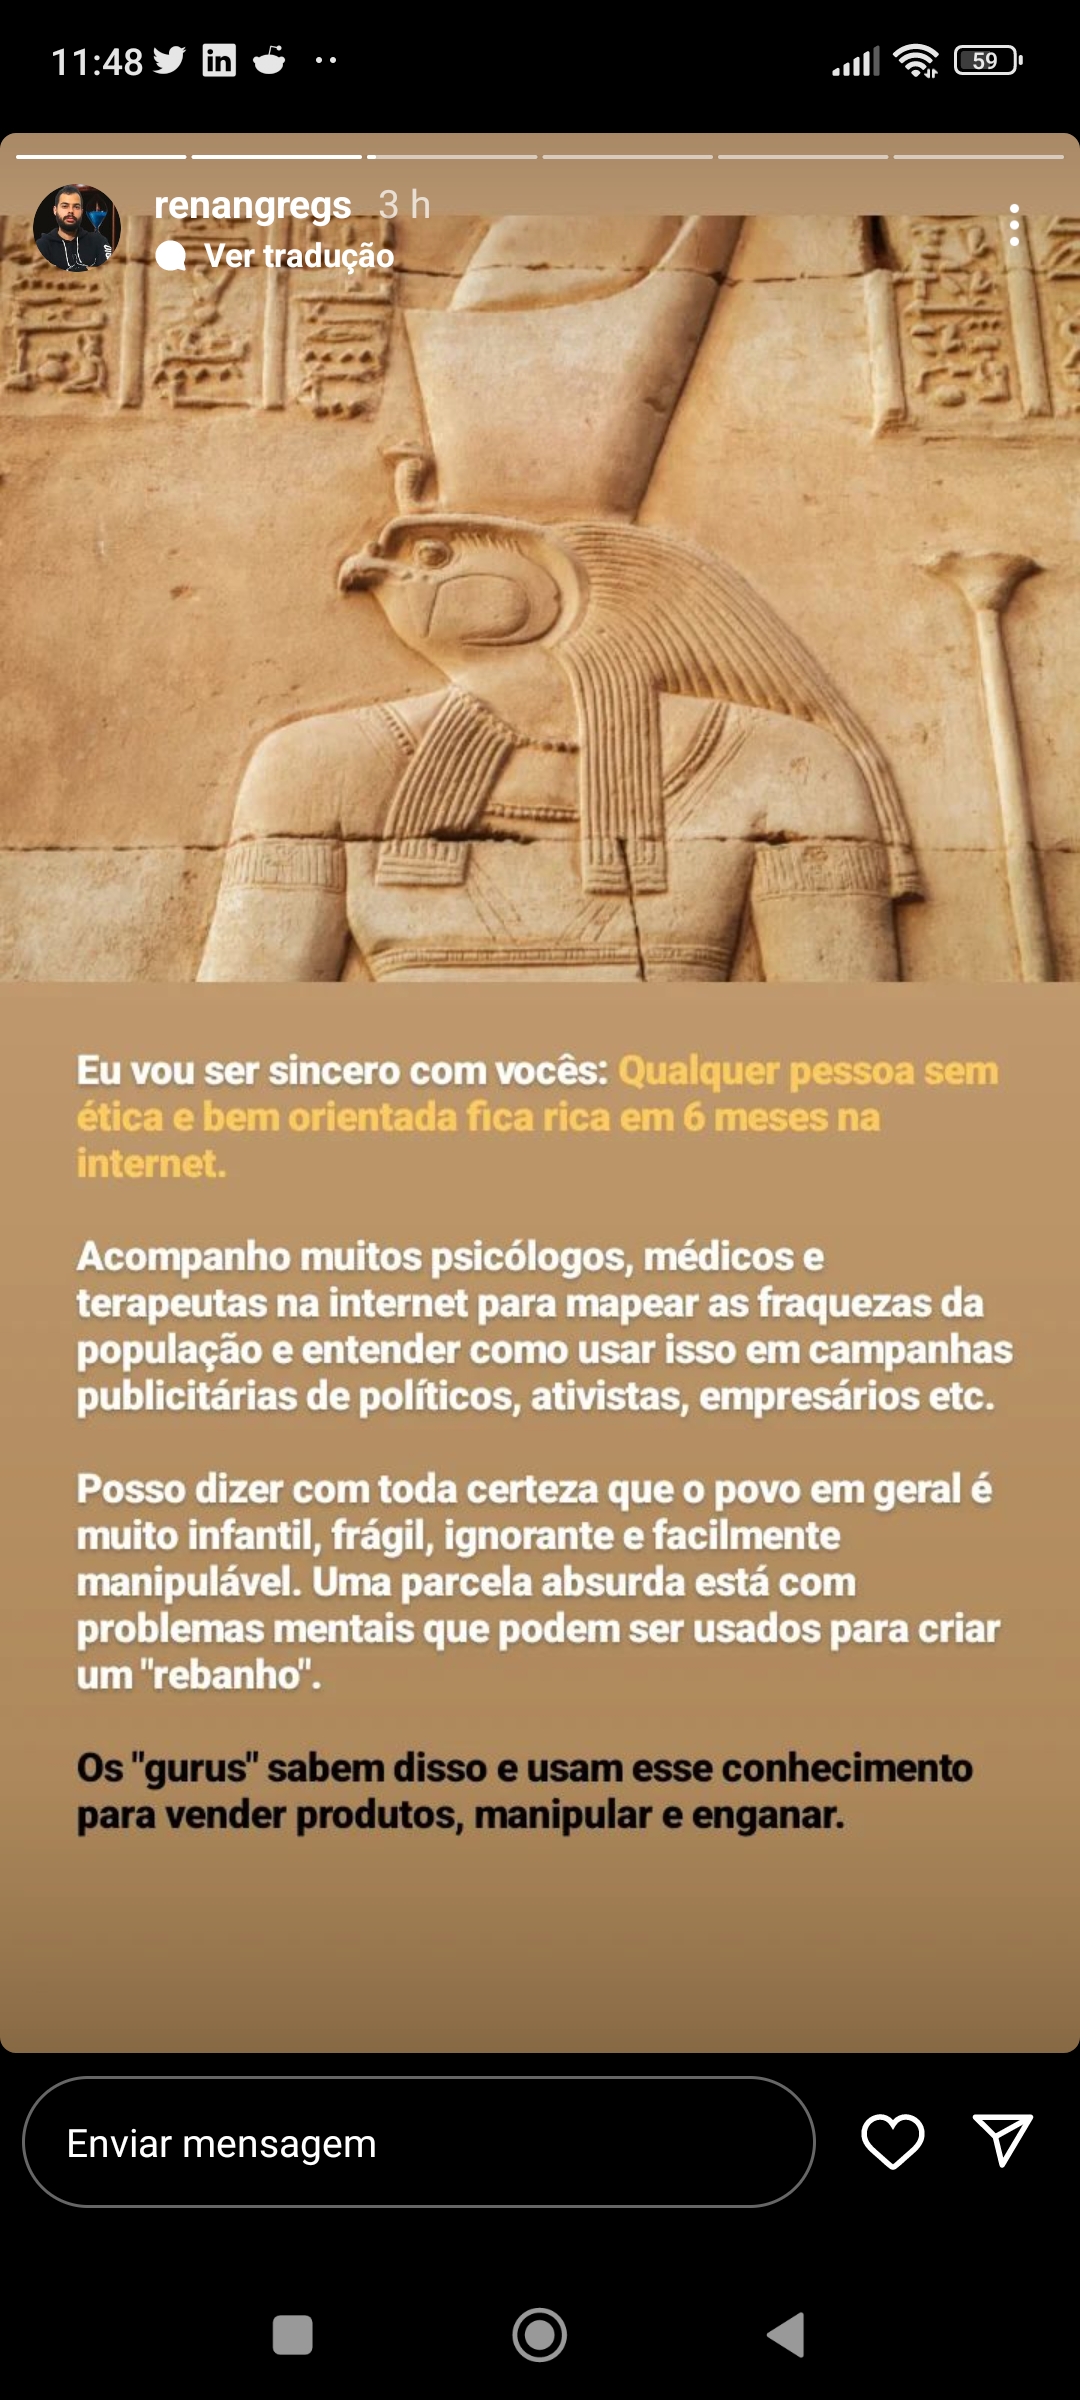 11:48
59
renangregs 3 h
Ver tradução
Eu vou ser sincero com vocês: Qualquer pessoa sem
ética e bem orientada fica rica em 6 meses na
internet.
Acompanho muitos psicólogos, médicos e
terapeutas na internet para mapear as fraquezas da
população e entender como usar isso em campanhas
publicitárias de políticos, ativistas, empresários etc.
Posso dizer com toda certeza que o povo em geral é
muito infantil, frágil, ignorante e facilmente
manipulável. Uma parcela absurda está com
problemas mentais que podem ser usados para criar
um "rebanho".
Os "gurus" sabem disso e usam esse conhecimento
para vender produtos, manipular e enganar.
Enviar mensagem